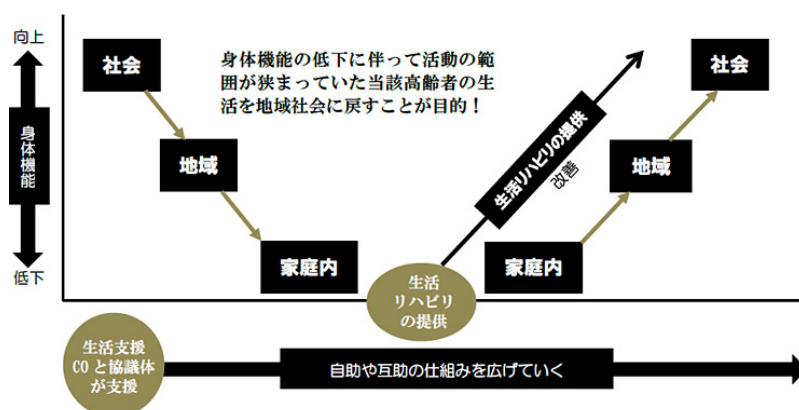 向上
身体機能
低下
社会
地域
家庭内
身体機能の低下に伴って活動の範
囲が狭まっていた当該高齢者の生
活を地域社会に戻すことが目的！
生活
リハビリ
の提供
生活リハビリの提供
改善
社会
地域
家庭内
生活支援
COと協議体
が支援
自助や互助の仕組みを広げていく